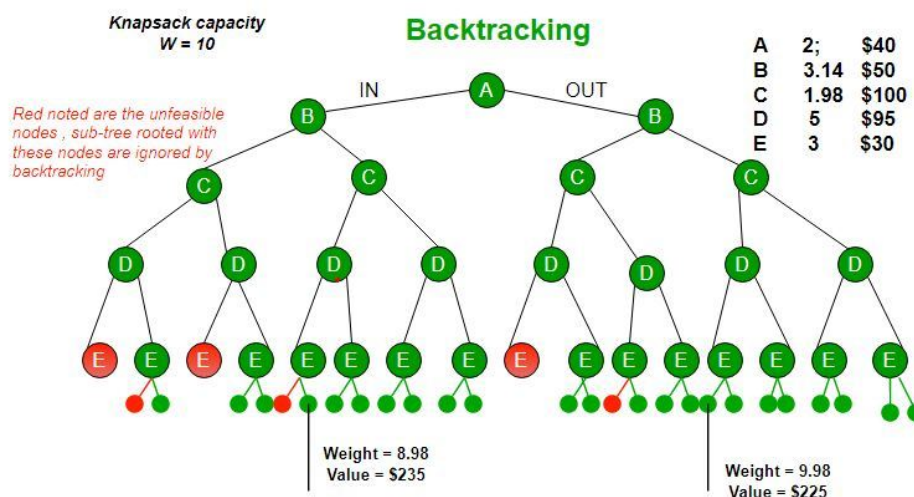 Knapsack capacity
W = 10
Backtracking
A 2; $40
B 3.14 $50
C 1.98 $100
D 5 $95
E 3 $30
Red noted are the unfeasible
nodes , sub-tree rooted with
these nodes are ignored by
backtracking
IN A OUT
B B
C C C C
D D D D D D D D
E E E E E E E E E E E E E E E E
Weight = 8.98
Value = $235
Weight = 9.98
Value = $225